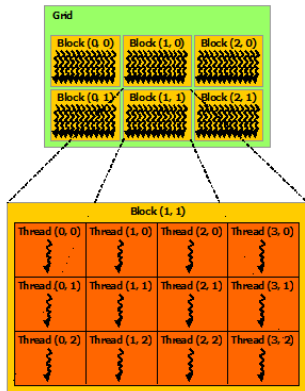 Grid
Block (0, 0) Block (1, 0) Block (2, 0)
Block (0, 1) Block (1, 1) Block (2, 1)
Block (1, 1)
Thread (0, 0) Thread (1, 0) Thread (2, 0) Thread (3, 0)
Thread (0, 1) Thread (1, 1) Thread (2, 1) Thread (3, 1)
Thread (0, 2) Thread (1, 2) Thread (2, 2) Thread (3, 2)